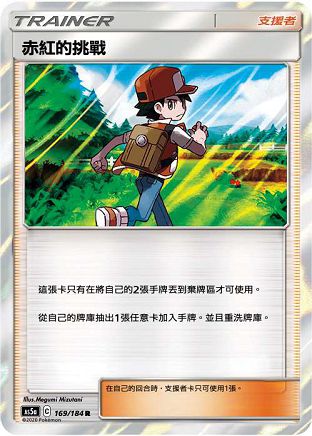 TRAINER
支援者
赤紅的挑戰
這張卡只有在將自己的2張手牌丟到棄牌區才可使用。
從自己的牌庫抽出1張任意卡加入手牌。並且重洗牌庫。
Illus.Megumi Mizutani
在自己的回合時,支援者卡只可使用1張。
AS5a C 169/184 R
©2020 Pokémon